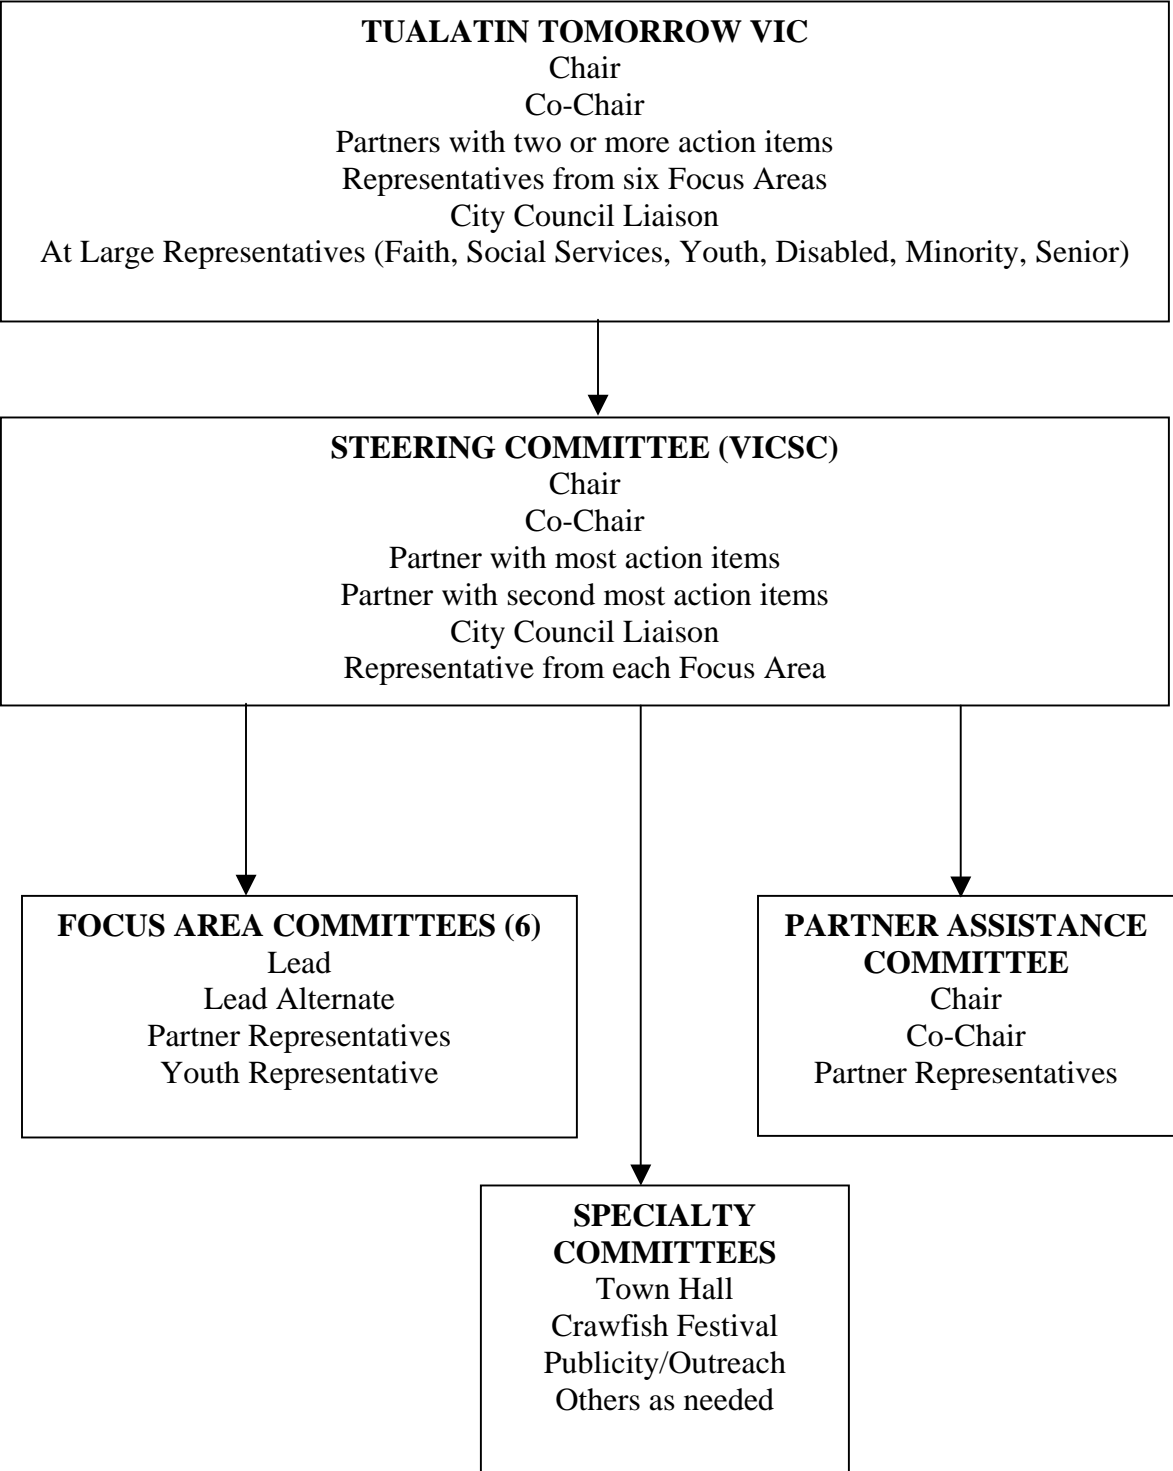 TUALATIN TOMORROW VIC
Chair
Co-Chair
Partners with two or more action items
Representatives from six Focus Areas
City Council Liaison
At Large Representatives (Faith, Social Services, Youth, Disabled, Minority, Senior)
STEERING COMMITTEE (VICSC)
Chair
Co-Chair
Partner with most action items
Partner with second most action items
City Council Liaison
Representative from each Focus Area
FOCUS AREA COMMITTEES (6)
Lead
Lead Alternate
Partner Representatives
Youth Representative
PARTNER ASSISTANCE
COMMITTEE
Chair
Co-Chair
Partner Representatives
SPECIALTY
COMMITTEES
Town Hall
Crawfish Festival
Publicity/Outreach
Others as needed